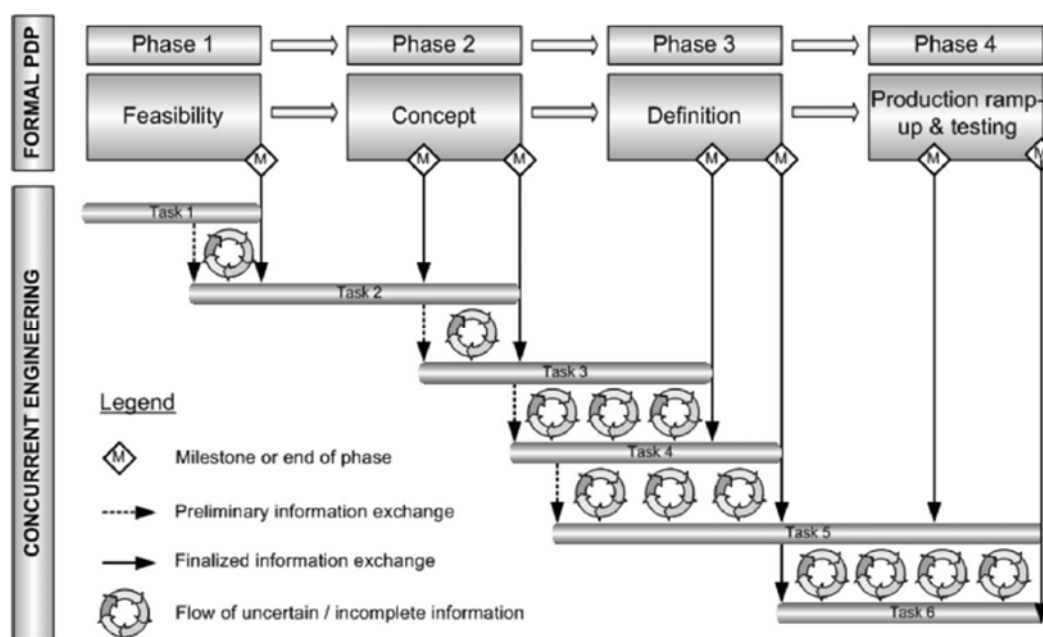 FORMAL PDP
Phase 1
Phase 2
Phase 3
Phase 4
Feasibility
Concept
Definition
Production ramp-
up & testing
M
M
M
M
M
M
M
CONCURRENT ENGINEERING
Task 1
Task 2
Task 3
Task 4
Task 5
Task 6
Legend
M
Milestone or end of phase
Preliminary information exchange
Finalized information exchange
Flow of uncertain / incomplete information